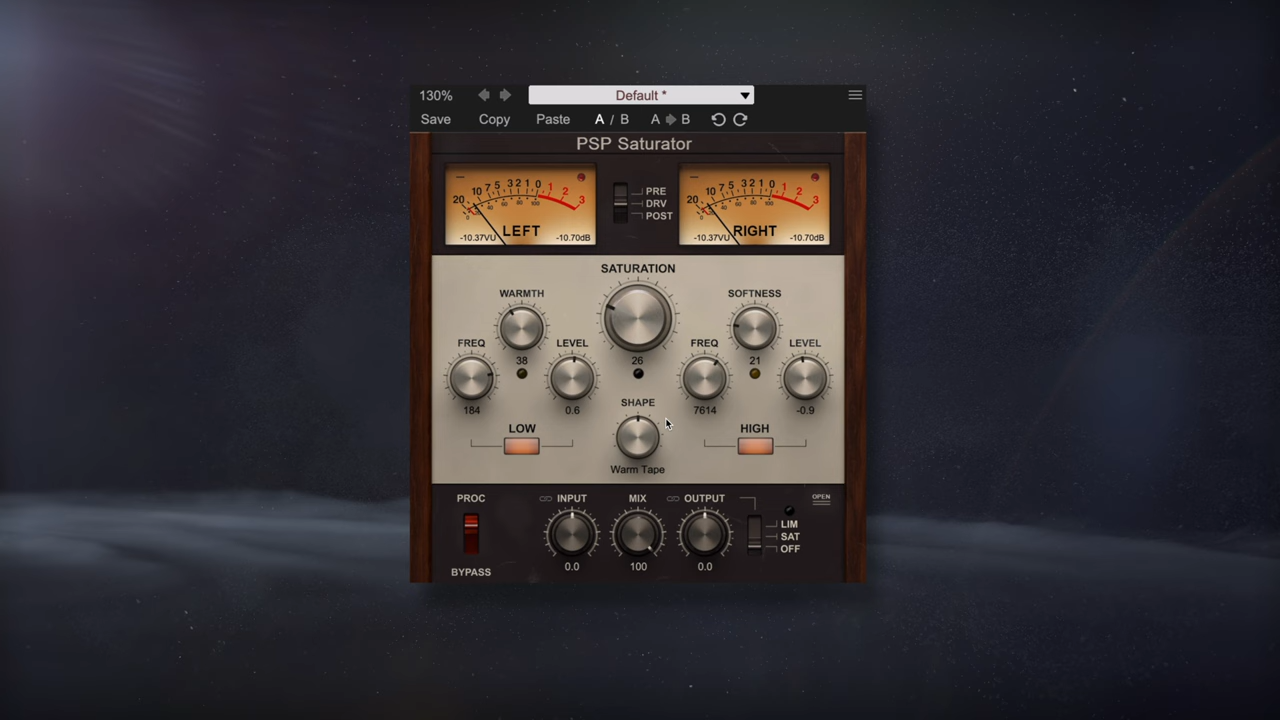 130%
Default *
Save
Copy
Paste
A / B
A B
PSP Saturator
20 10 7 5 3 2 1 0 1 2 3
LEFT
-10.37VU
-10.70dB
PRE
DRV
POST
20 10 7 5 3 2 1 0 1 2 3
RIGHT
-10.37VU
-10.70dB
SATURATION
26
WARMTH
38
SOFTNESS
21
FREQ
184
LEVEL
0.6
FREQ
7614
LEVEL
-0.9
SHAPE
Warm Tape
LOW
HIGH
PROC
BYPASS
INPUT
0.0
MIX
100
OUTPUT
0.0
LIM
SAT
OFF
OPEN